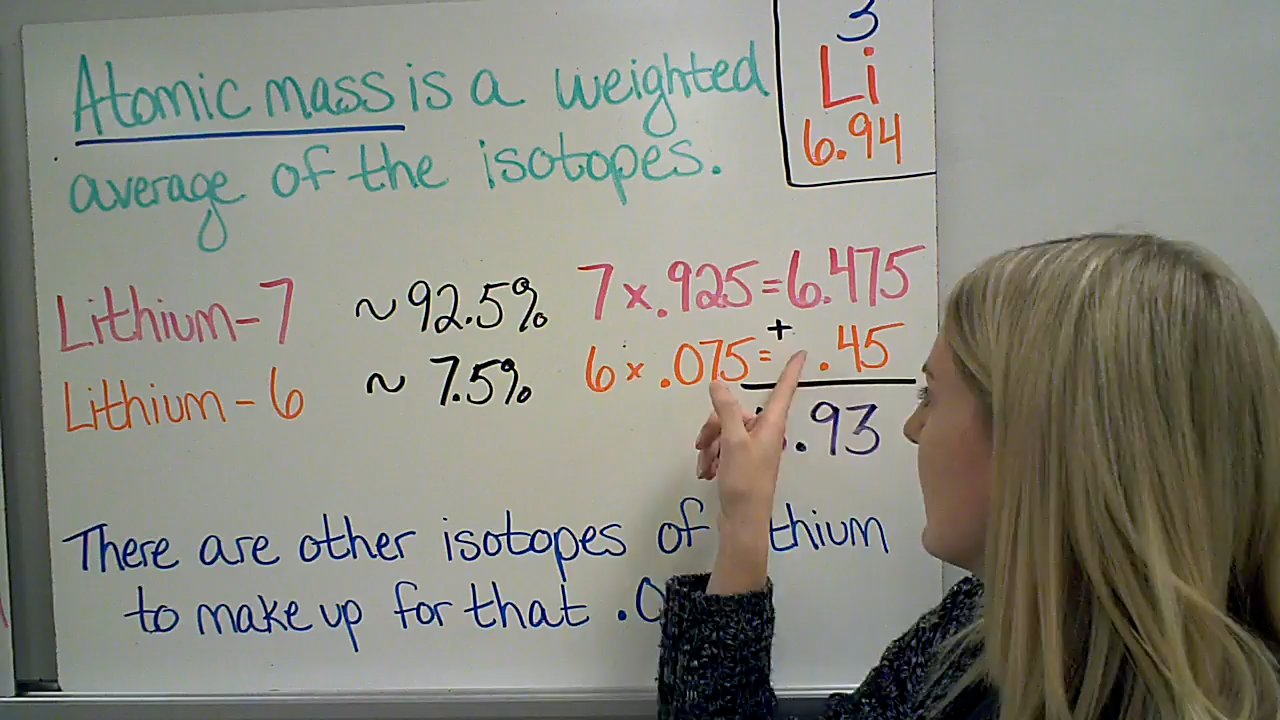 3
Li
6.94
Atomic mass is a weighted
average of the isotopes.
Lithium-7 ~92.5% 7 x .925 = 6.475
Lithium-6 ~ 7.5% 6 x .075 = + .45
.93
There are other isotopes of thium
to make up for that .0